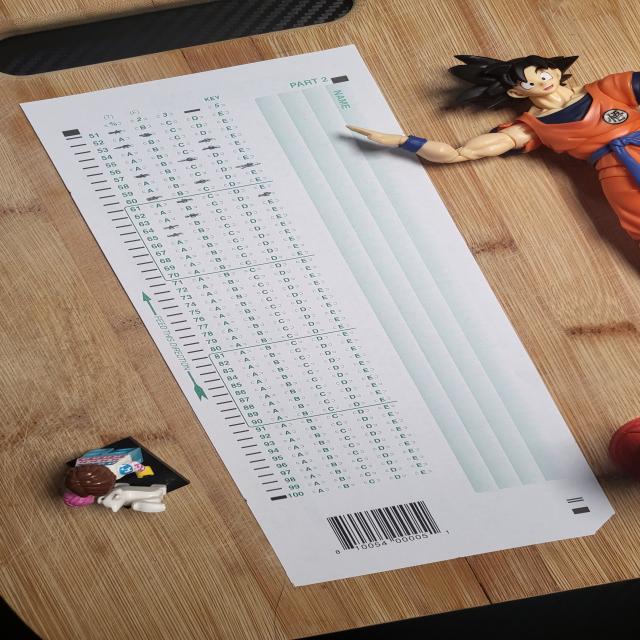 PART 2
NAME
KEY
(T) (F)
51 A B C D E
52 A B C D E
53 A B C D E
54 A B C D E
55 A B C D E
56 A B C D E
57 A B C D E
58 A B C D E
59 A B C D E
60 A B C D E
61 A B C D E
62 A B C D E
63 A B C D E
64 A B C D E
65 A B C D E
66 A B C D E
67 A B C D E
68 A B C D E
69 A B C D E
70 A B C D E
71 A B C D E
72 A B C D E
73 A B C D E
74 A B C D E
75 A B C D E
76 A B C D E
77 A B C D E
78 A B C D E
79 A B C D E
80 A B C D E
81 A B C D E
82 A B C D E
83 A B C D E
84 A B C D E
85 A B C D E
86 A B C D E
87 A B C D E
88 A B C D E
89 A B C D E
90 A B C D E
91 A B C D E
92 A B C D E
93 A B C D E
94 A B C D E
95 A B C D E
96 A B C D E
97 A B C D E
98 A B C D E
99 A B C D E
100 A B C D E
FEED THIS DIRECTION
8 10054 00005 1